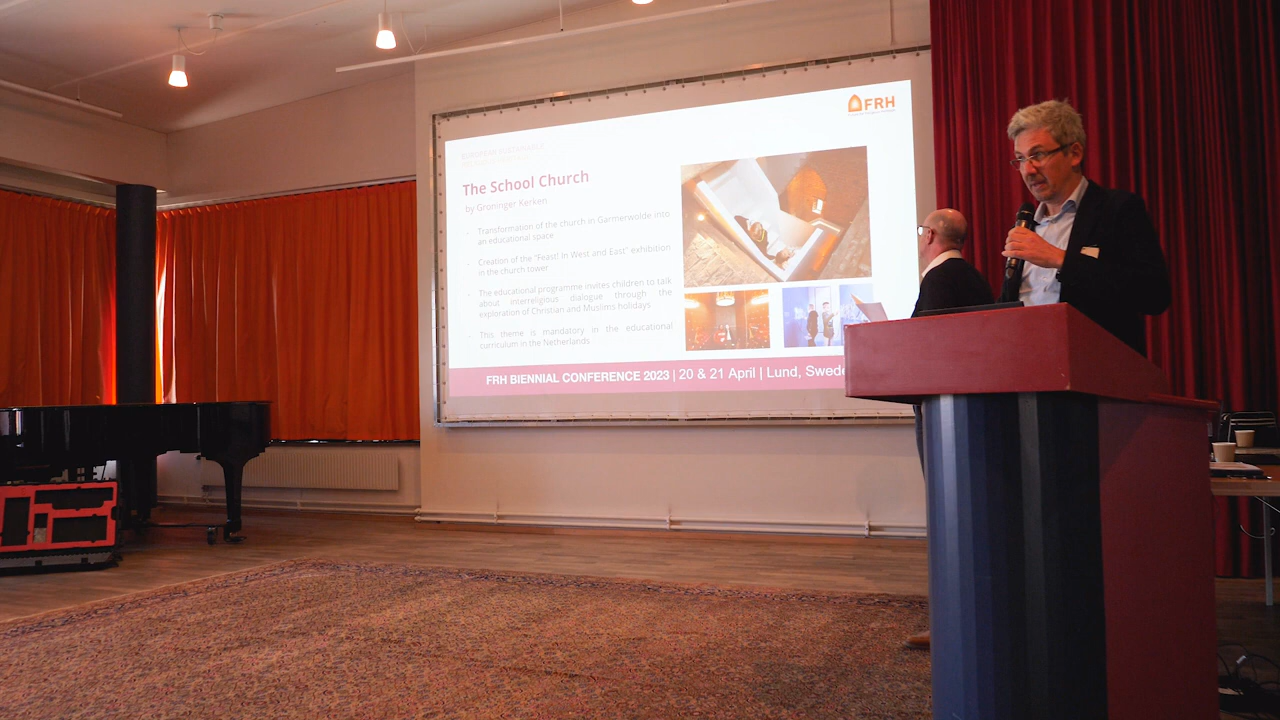 FRH
The School Church
by Groninger Kerken
- Transformation of the church in Garmerwolde into
an educational space
- Creation of the "Feast! In West and East" exhibition
in the church tower
- The educational programme invites children to talk
about interreligious dialogue through the
exploration of Christian and Muslims holidays
- This theme is mandatory in the educational
curriculum in the Netherlands
FRH BIENNIAL CONFERENCE 2023 | 20 & 21 April | Lund, Swede